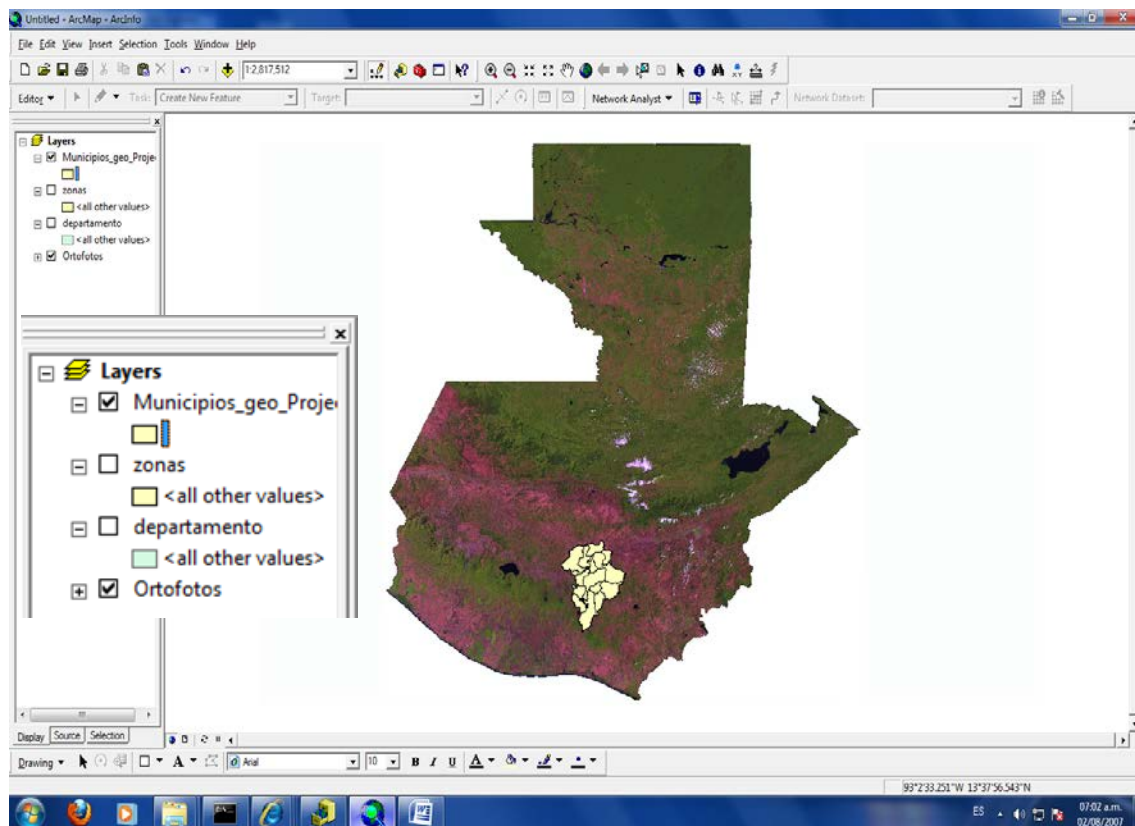 Untitled - ArcMap - ArcInfo
File Edit View Insert Selection Tools Window Help
1:2,817,512
Editor Task: Create New Feature Target: Network Analyst Network Dataset:
Layers
Municipios_geo_Proje
zonas
<all other values>
departamento
<all other values>
Ortofotos
Layers
Municipios_geo_Proje
zonas
<all other values>
departamento
<all other values>
Ortofotos
Display Source Selection
Drawing A Arial 10 B I U A
93°2'33.251"W 13°37'56.543"N
ES
07:02 a.m.
02/08/2007